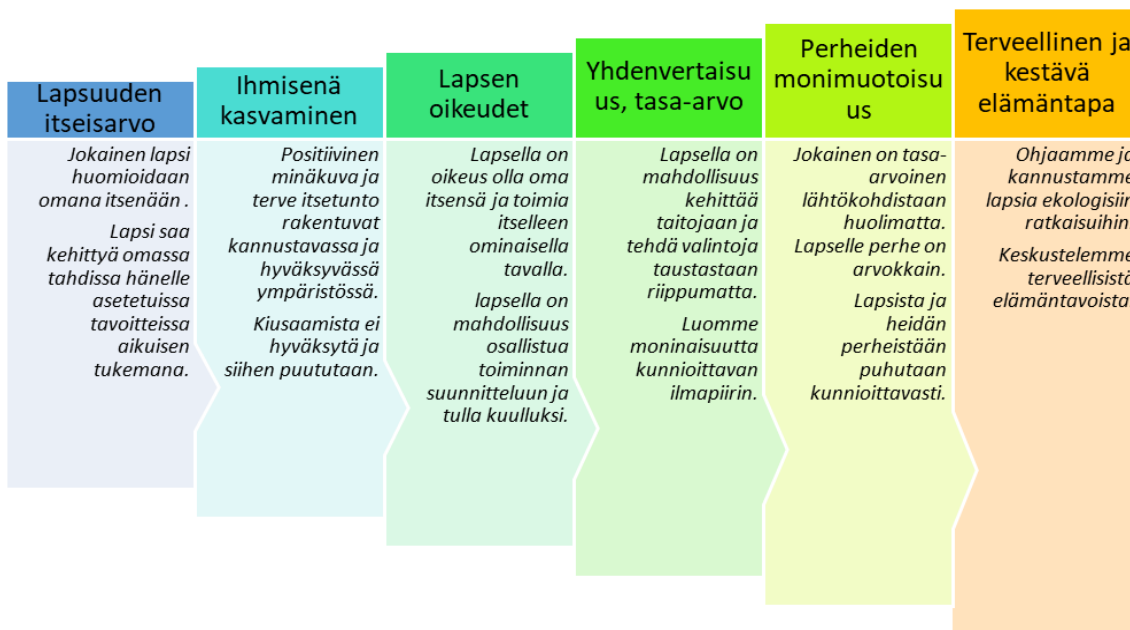 Lapsuuden
itseisarvo
Jokainen lapsi
huomioidaan
omana itsenään .
Lapsi saa
kehittyä omassa
tahdissa hänelle
asetetuissa
tavoitteissa
aikuisen
tukemana.
Ihmisenä
kasvaminen
Positiivinen
minäkuva ja
terve itsetunto
rakentuvat
kannustavassa ja
hyväksyvässä
ympäristössä.
Kiusaamista ei
hyväksytä ja
siihen puututaan.
Lapsen
oikeudet
Lapsella on
oikeus olla oma
itsensä ja toimia
itselleen
ominaisella
tavalla.
lapsella on
mahdollisuus
osallistua
toiminnan
suunnitteluun ja
tulla kuulluksi.
Yhdenvertaisu
us, tasa-arvo
Lapsella on
mahdollisuus
kehittää
taitojaan ja
tehdä valintoja
taustastaan
riippumatta.
Luomme
moninaisuutta
kunnioittavan
ilmapiirin.
Perheiden
monimuotoisu
us
Jokainen on tasa-
arvoinen
lähtökohdistaan
huolimatta.
Lapselle perhe on
arvokkain.
Lapsista ja
heidän
perheistään
puhutaan
kunnioittavasti.
Terveellinen ja
kestävä
elämäntapa
Ohjaamme ja
kannustamme
lapsia ekologisiin
ratkaisuihin.
Keskustelemme
terveellisistä
elämäntavoista.